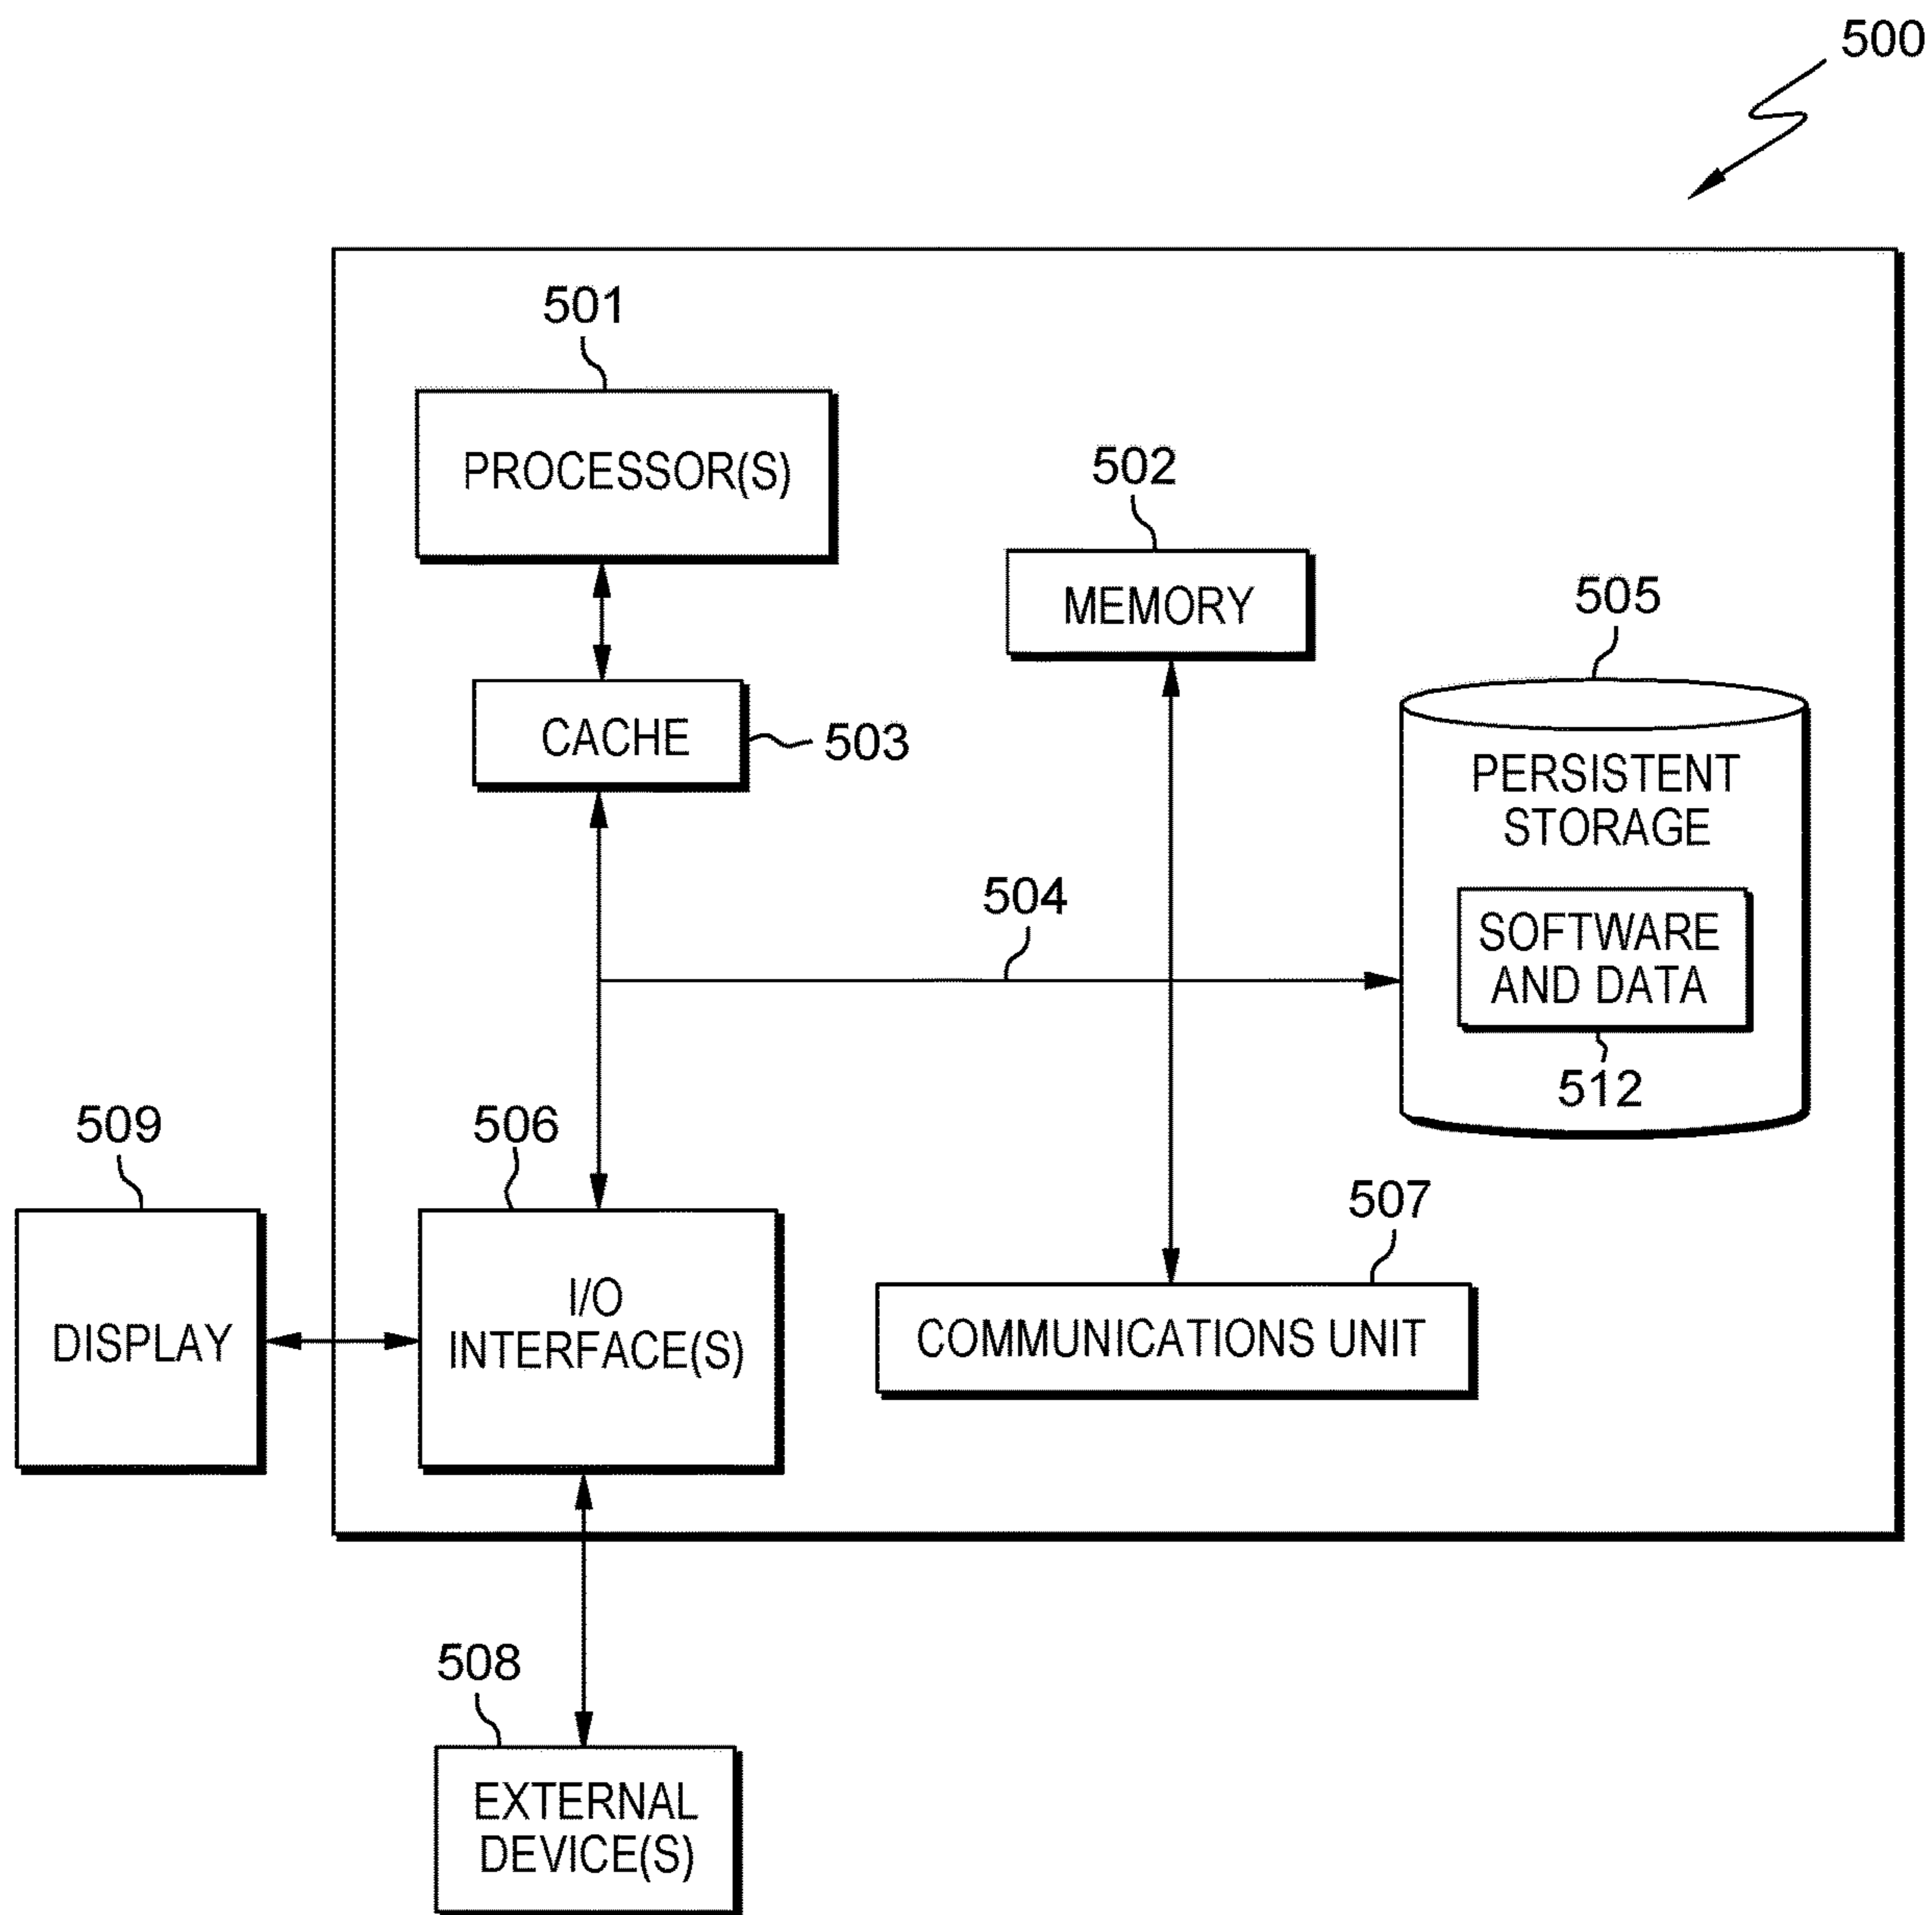 500
501
PROCESSOR(S)
502
MEMORY
505
CACHE
503
PERSISTENT
STORAGE
504
SOFTWARE
AND DATA
512
509
506
507
DISPLAY
I/O
INTERFACE(S)
COMMUNICATIONS UNIT
508
EXTERNAL
DEVICE(S)